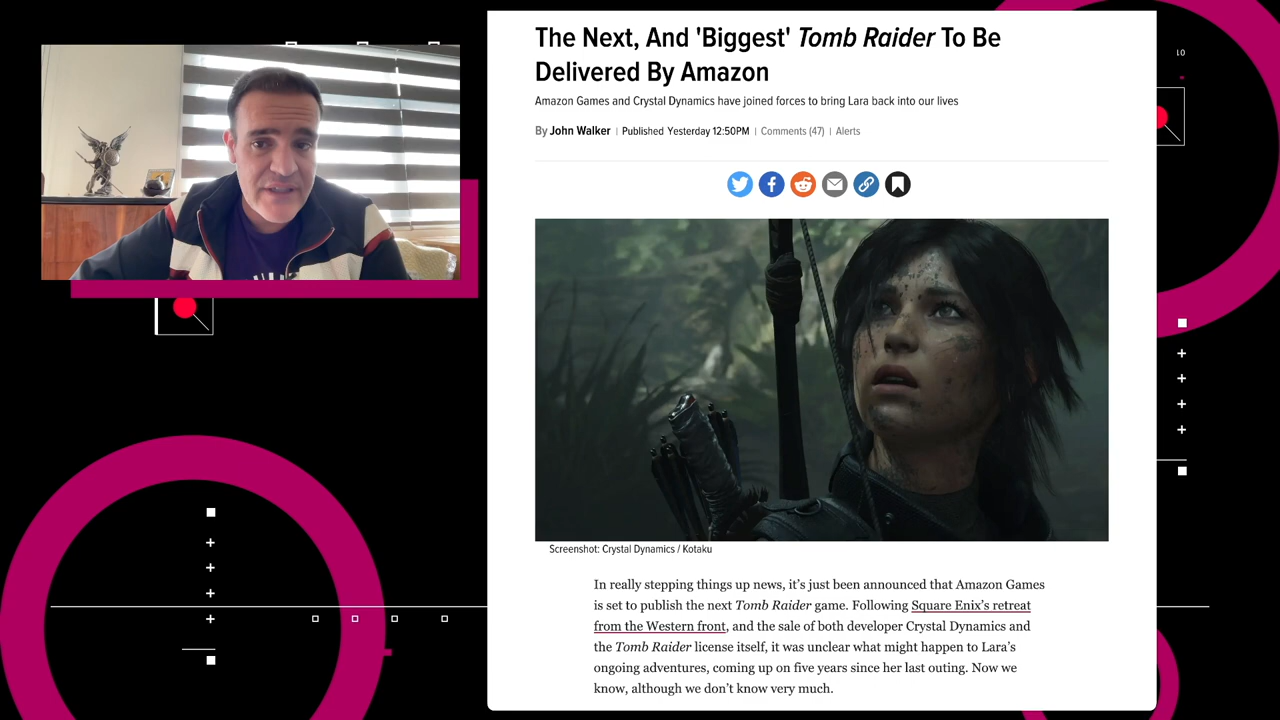 The Next, And 'Biggest' Tomb Raider To Be
Delivered By Amazon
Amazon Games and Crystal Dynamics have joined forces to bring Lara back into our lives
By John Walker | Published Yesterday 12:50PM | Comments (47) | Alerts
Screenshot: Crystal Dynamics / Kotaku
In really stepping things up news, it's just been announced that Amazon Games
is set to publish the next Tomb Raider game. Following Square Enix's retreat
from the Western front, and the sale of both developer Crystal Dynamics and
the Tomb Raider license itself, it was unclear what might happen to Lara's
ongoing adventures, coming up on five years since her last outing. Now we
know, although we don't know very much.